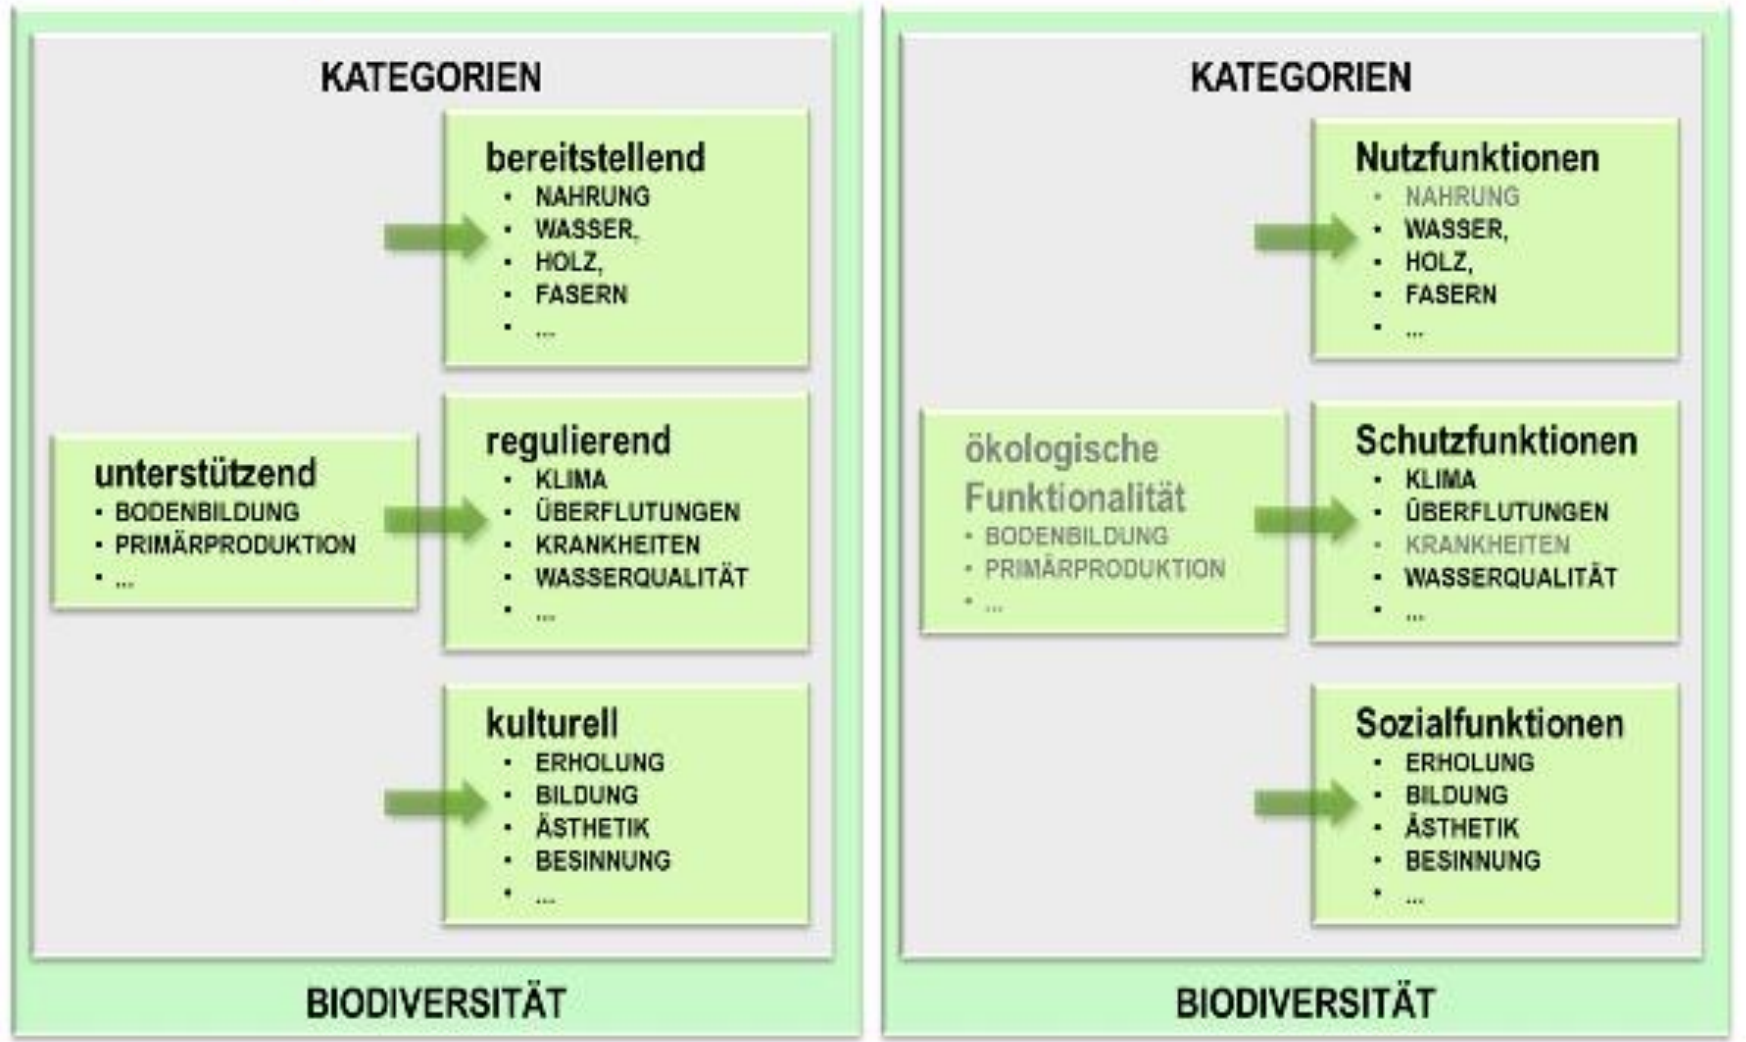 KATEGORIEN
bereitstellend
• NAHRUNG
• WASSER,
• HOLZ,
• FASERN
• ...
unterstützend
• BODENBILDUNG
• PRIMÄRPRODUKTION
• ...
regulierend
• KLIMA
• ÜBERFLUTUNGEN
• KRANKHEITEN
• WASSERQUALITÄT
• ...
kulturell
• ERHOLUNG
• BILDUNG
• ÄSTHETIK
• BESINNUNG
• ...
BIODIVERSITÄT
KATEGORIEN
Nutzfunktionen
• NAHRUNG
• WASSER,
• HOLZ,
• FASERN
• ...
ökologische
Funktionalität
• BODENBILDUNG
• PRIMÄRPRODUKTION
• ...
Schutzfunktionen
• KLIMA
• ÜBERFLUTUNGEN
• KRANKHEITEN
• WASSERQUALITÄT
• ...
Sozialfunktionen
• ERHOLUNG
• BILDUNG
• ÄSTHETIK
• BESINNUNG
• ...
BIODIVERSITÄT